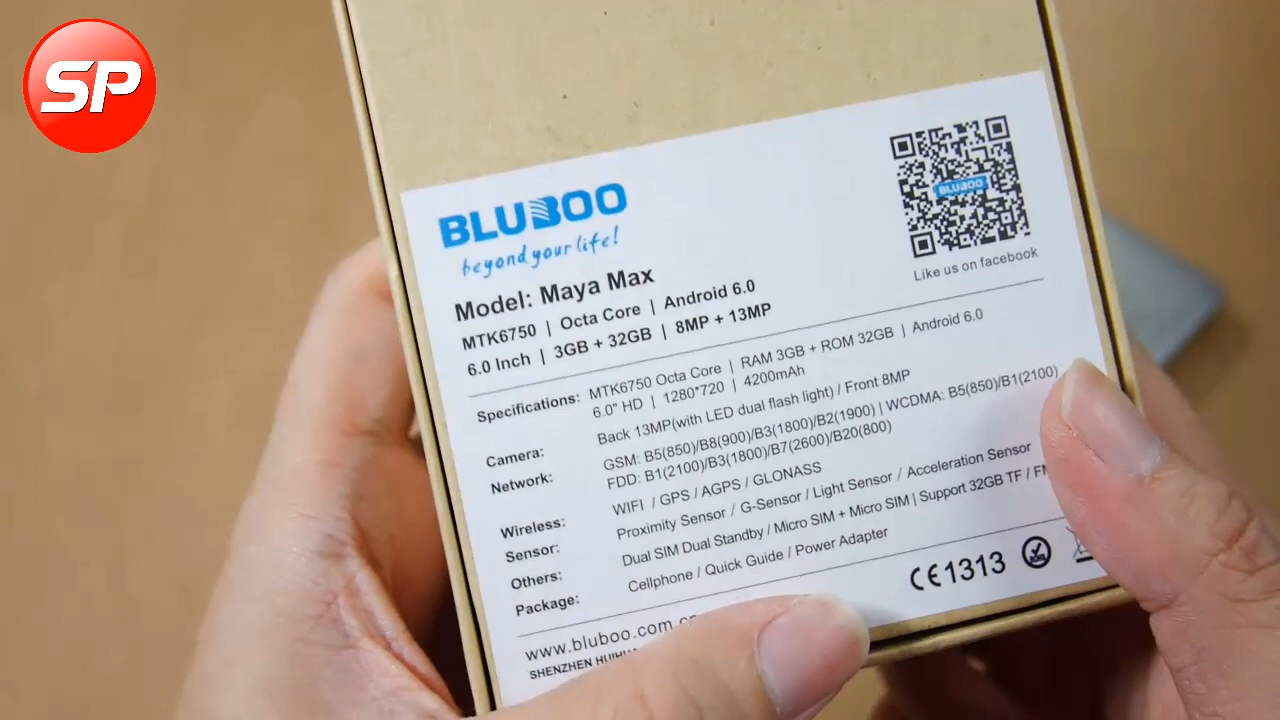 SP
BLUBOO
beyond your life!
BLUBOO
Like us on facebook
Model: Maya Max
MTK6750 | Octa Core | Android 6.0
6.0 Inch | 3GB + 32GB | 8MP + 13MP
Specifications: MTK6750 Octa Core | RAM 3GB + ROM 32GB | Android 6.0
6.0" HD | 1280*720 | 4200mAh
Camera: Back 13MP(with LED dual flash light) / Front 8MP
Network: GSM: B5(850)/B8(900)/B3(1800)/B2(1900) | WCDMA: B5(850)/B1(2100)
FDD: B1(2100)/B3(1800)/B7(2600)/B20(800)
Wireless: WIFI / GPS / AGPS / GLONASS
Sensor: Proximity Sensor / G-Sensor / Light Sensor / Acceleration Sensor
Others: Dual SIM Dual Standby / Micro SIM + Micro SIM | Support 32GB TF /
Package: Cellphone / Quick Guide / Power Adapter
CE1313
www.bluboo.com
SHENZHEN